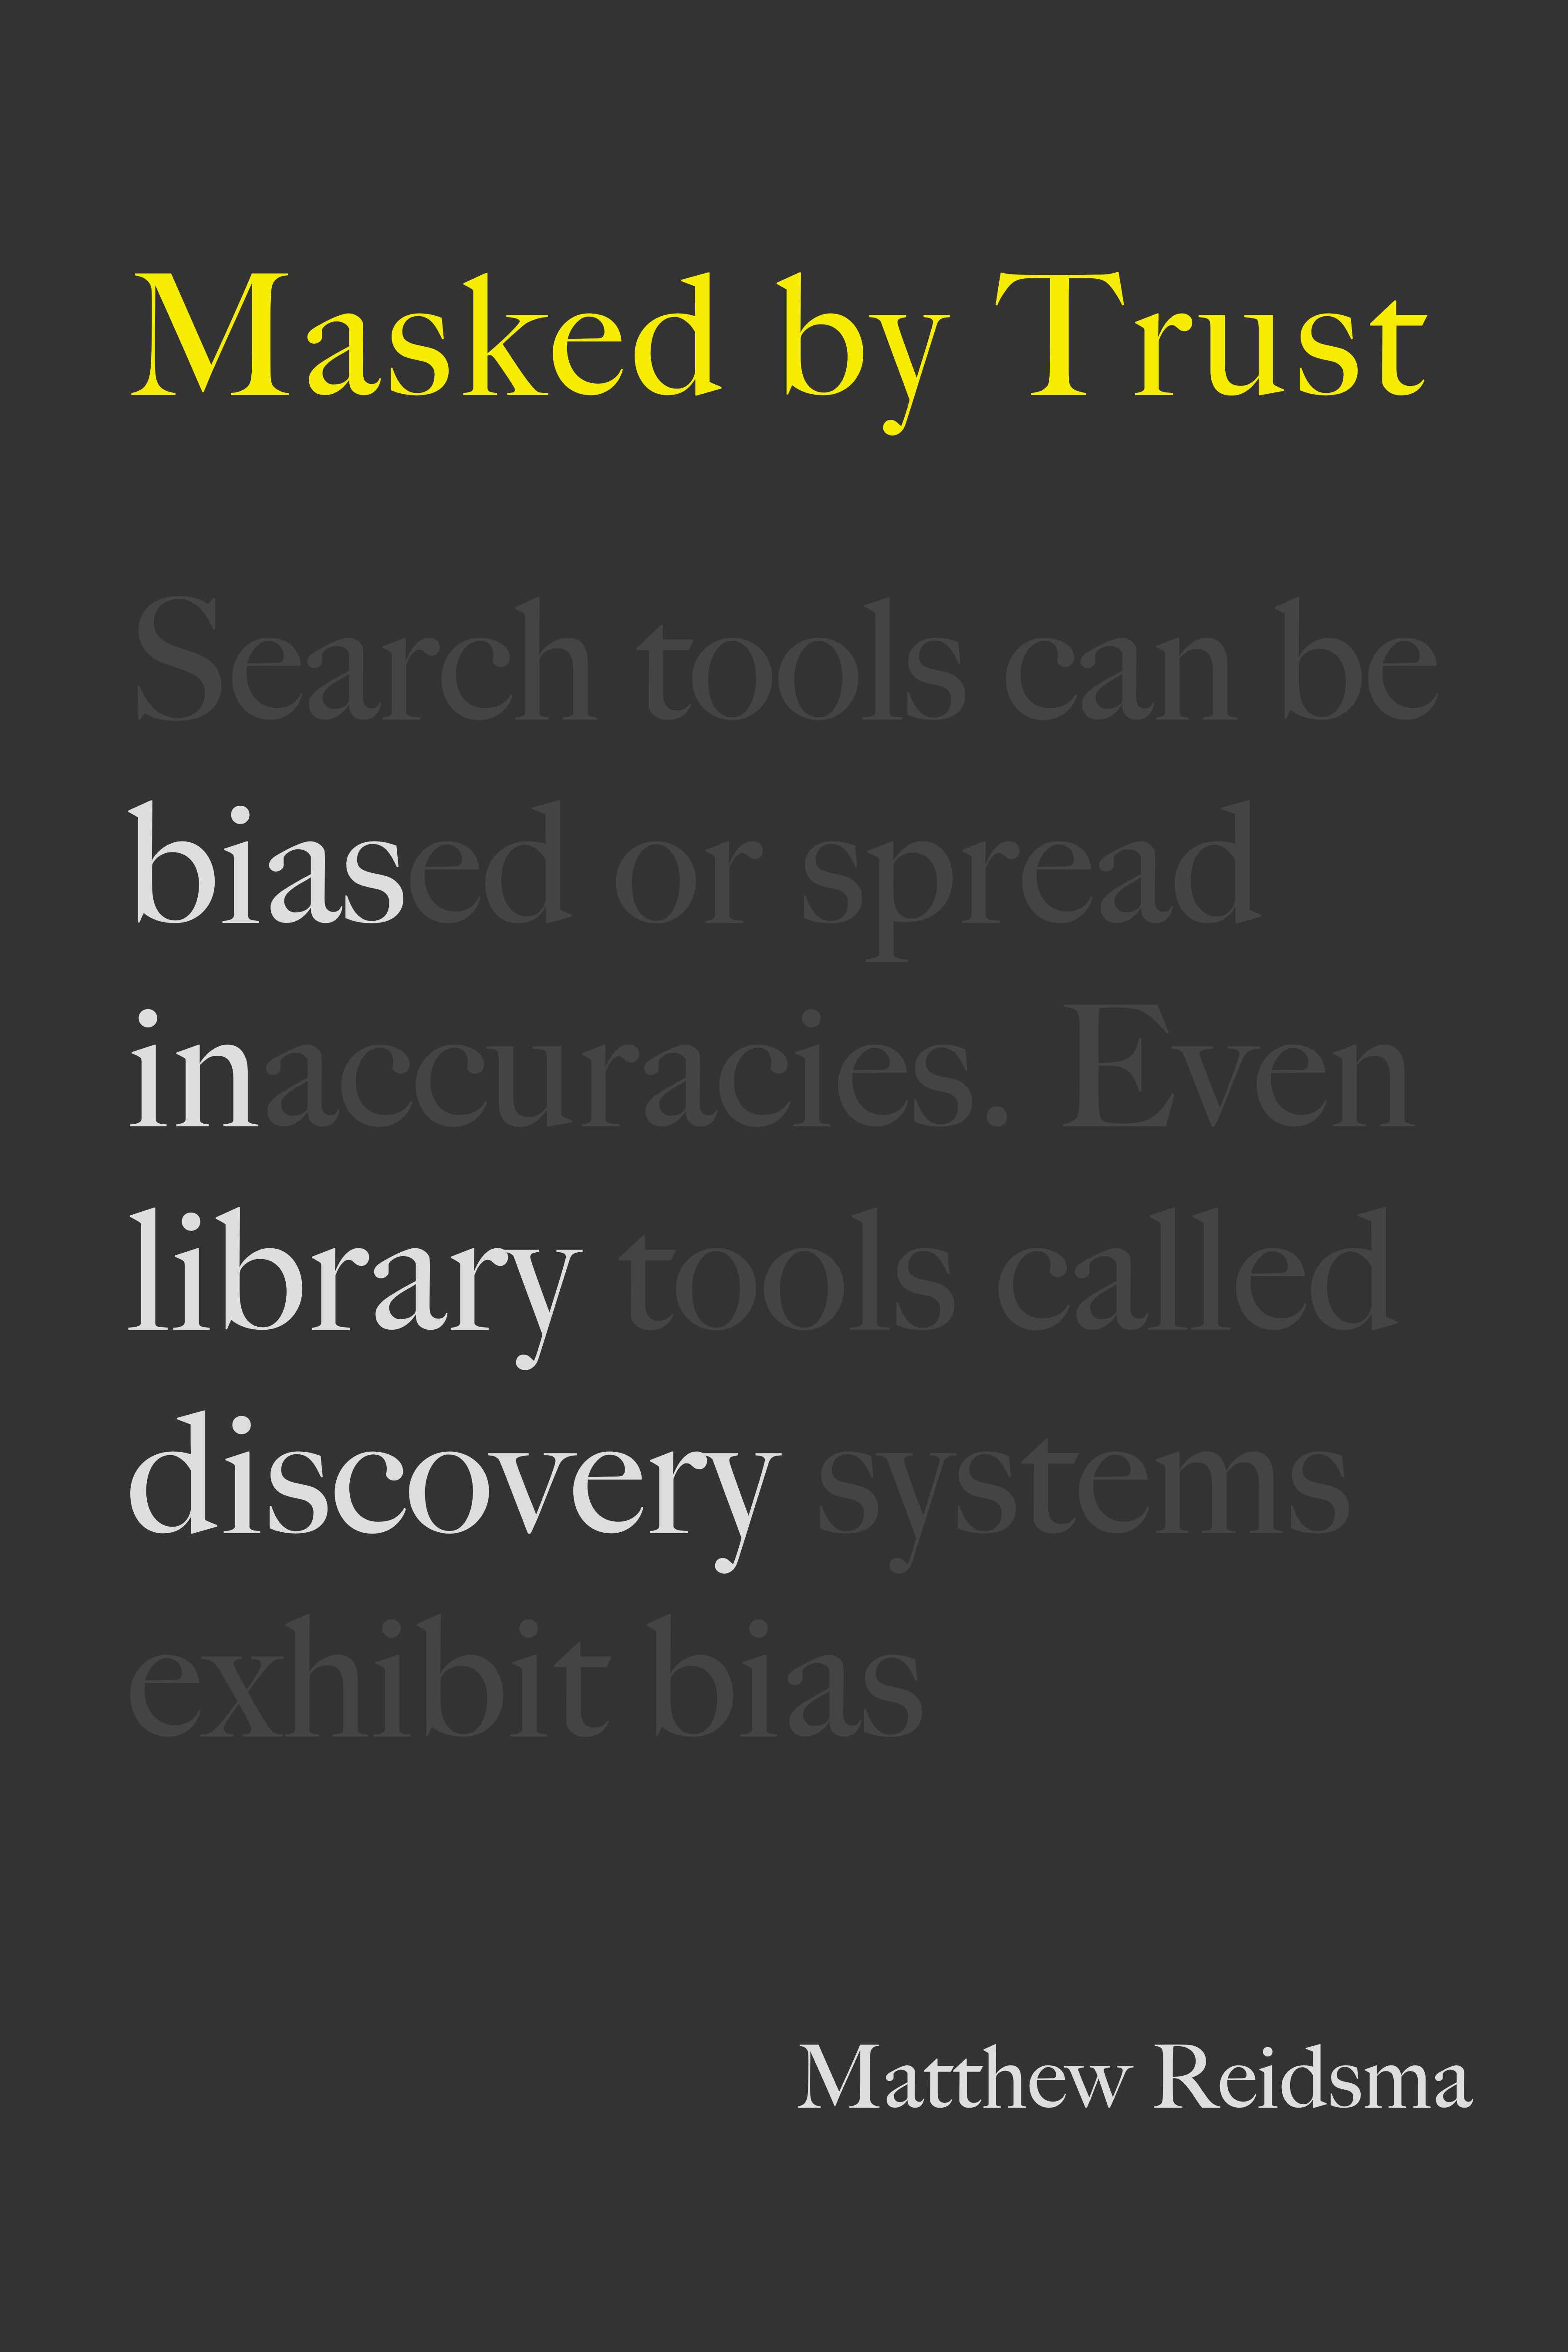 Masked by Trust
Search tools can be
biased or spread
inaccuracies. Even
library tools called
discovery systems
exhibit bias
Matthew Reidsma